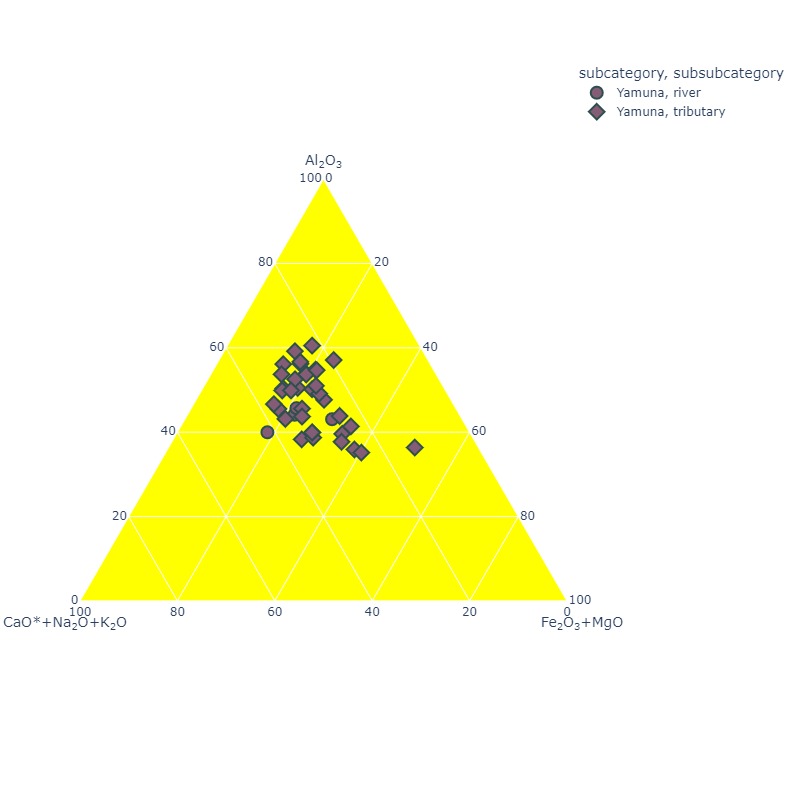 subcategory, subsubcategory
Yamuna, river
Yamuna, tributary
Al₂O₃
100 0
80 20
60 40
40 60
20 80
0 100
100 80 60 40 20 0
CaO*+Na₂O+K₂O Fe₂O₃+MgO